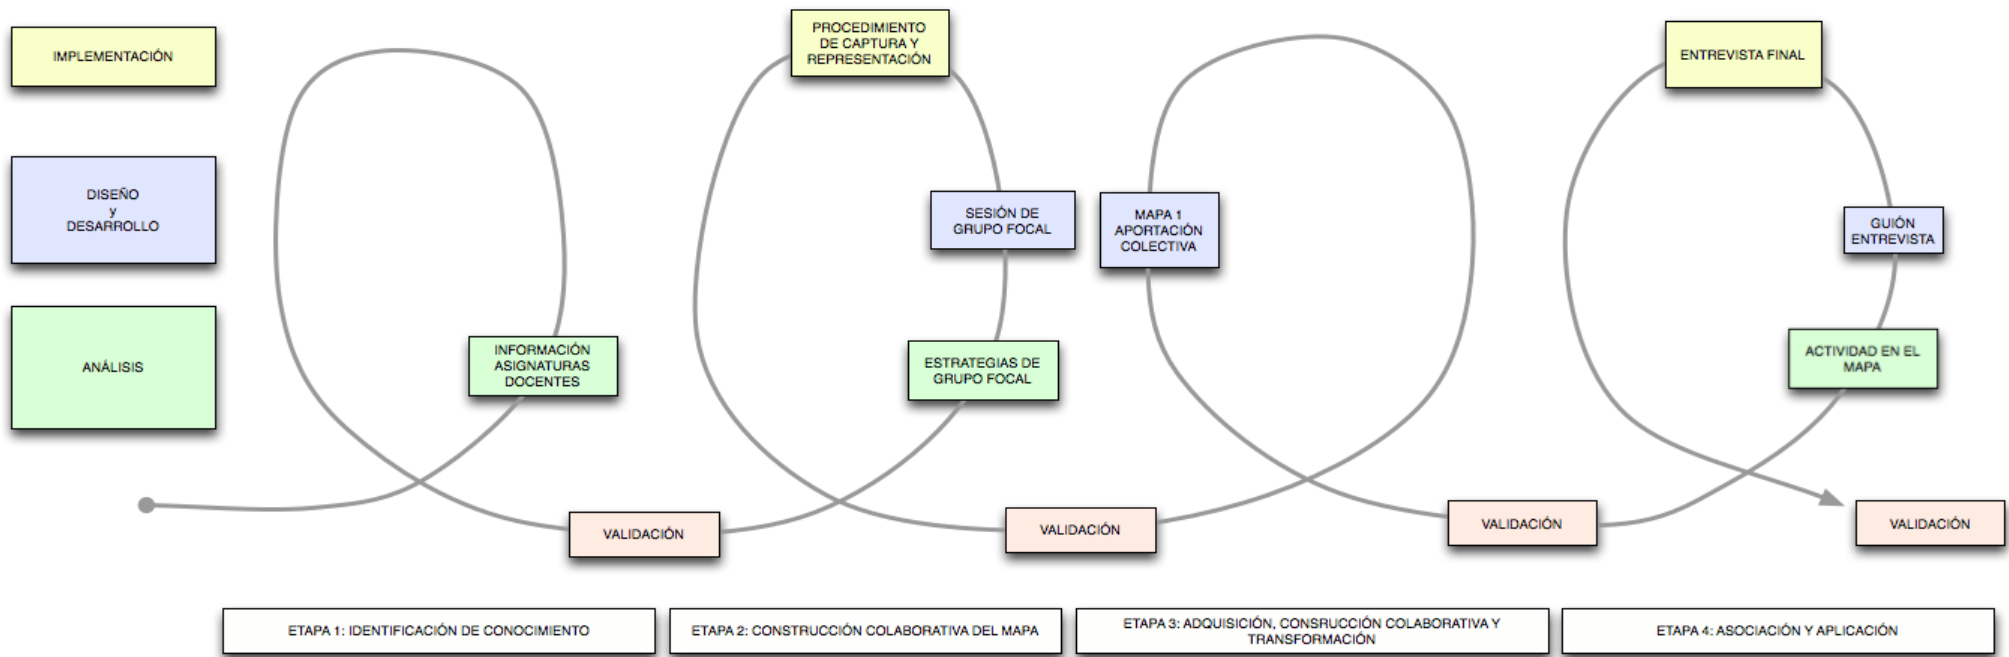 IMPLEMENTACIÓN
DISEÑO
y
DESARROLLO
ANÁLISIS
INFORMACIÓN
ASIGNATURAS
DOCENTES
VALIDACIÓN
PROCEDIMIENTO
DE CAPTURA Y
REPRESENTACIÓN
SESIÓN DE
GRUPO FOCAL
ESTRATEGIAS DE
GRUPO FOCAL
VALIDACIÓN
MAPA 1
APORTACIÓN
COLECTIVA
VALIDACIÓN
ENTREVISTA FINAL
GUIÓN
ENTREVISTA
ACTIVIDAD EN EL
MAPA
VALIDACIÓN
ETAPA 1: IDENTIFICACIÓN DE CONOCIMIENTO
ETAPA 2: CONSTRUCCIÓN COLABORATIVA DEL MAPA
ETAPA 3: ADQUISICIÓN, CONSRUCCIÓN COLABORATIVA Y
TRANSFORMACIÓN
ETAPA 4: ASOCIACIÓN Y APLICACIÓN